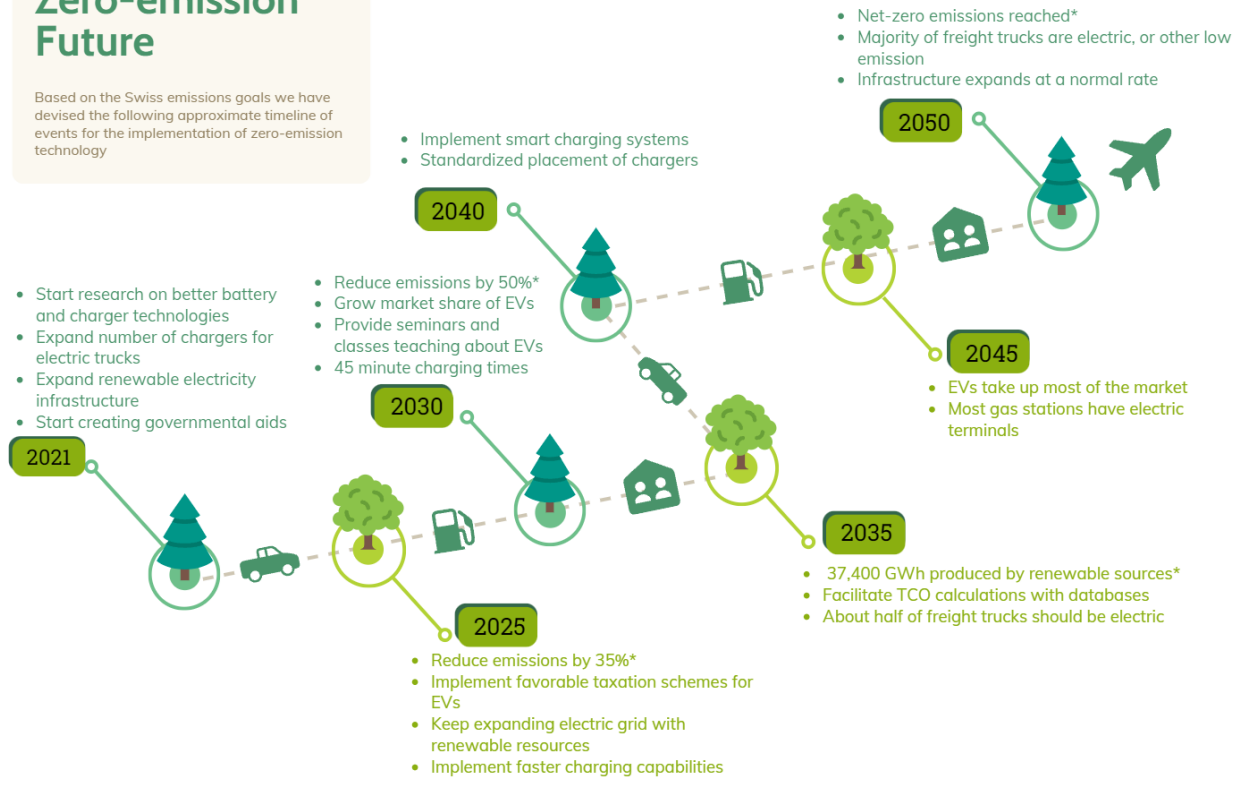 Zero-emission
Future
Based on the Swiss emissions goals we have
devised the following approximate timeline of
events for the implementation of zero-emission
technology
• Start research on better battery
and charger technologies
• Expand number of chargers for
electric trucks
• Expand renewable electricity
infrastructure
• Start creating governmental aids
2021
2025
• Reduce emissions by 35%*
• Implement favorable taxation schemes for
EVs
• Keep expanding electric grid with
renewable resources
• Implement faster charging capabilities
• Reduce emissions by 50%*
• Grow market share of EVs
• Provide seminars and
classes teaching about EVs
• 45 minute charging times
2030
2035
• 37,400 GWh produced by renewable sources*
• Facilitate TCO calculations with databases
• About half of freight trucks should be electric
• Implement smart charging systems
• Standardized placement of chargers
2040
2045
• EVs take up most of the market
• Most gas stations have electric
terminals
• Net-zero emissions reached*
• Majority of freight trucks are electric, or other low
emission
• Infrastructure expands at a normal rate
2050